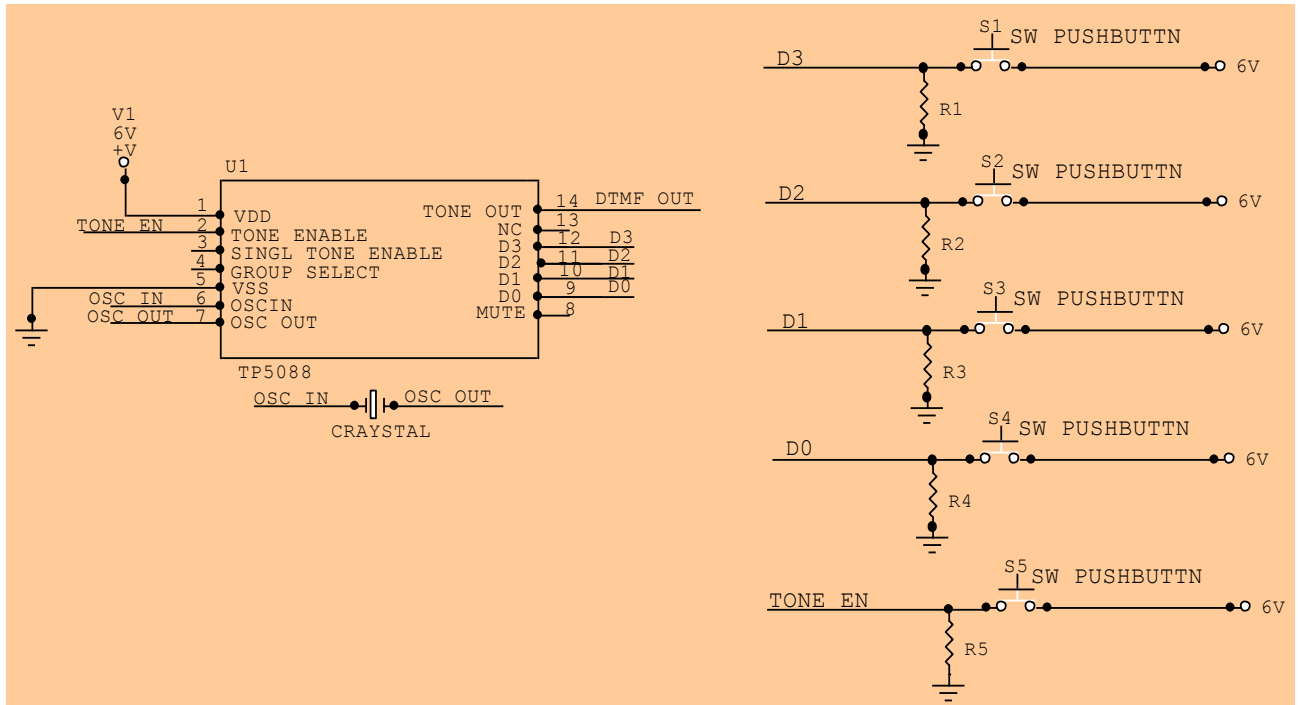 V1
6V
+V
U1
1
VDD
TONE EN
2
TONE ENABLE
3
SINGL TONE ENABLE
4
GROUP SELECT
5
VSS
OSC IN
6
OSCIN
OSC OUT
7
OSC OUT
TONE OUT
14
DTMF OUT
NC
13
D3
12
D3
D2
11
D2
D1
10
D1
D0
9
D0
MUTE
8
TP5088
OSC IN
OSC OUT
CRAYSTAL
D3
S1
SW PUSHBUTTN
6V
R1
D2
S2
SW PUSHBUTTN
6V
R2
D1
S3
SW PUSHBUTTN
6V
R3
D0
S4
SW PUSHBUTTN
6V
R4
TONE EN
S5
SW PUSHBUTTN
6V
R5